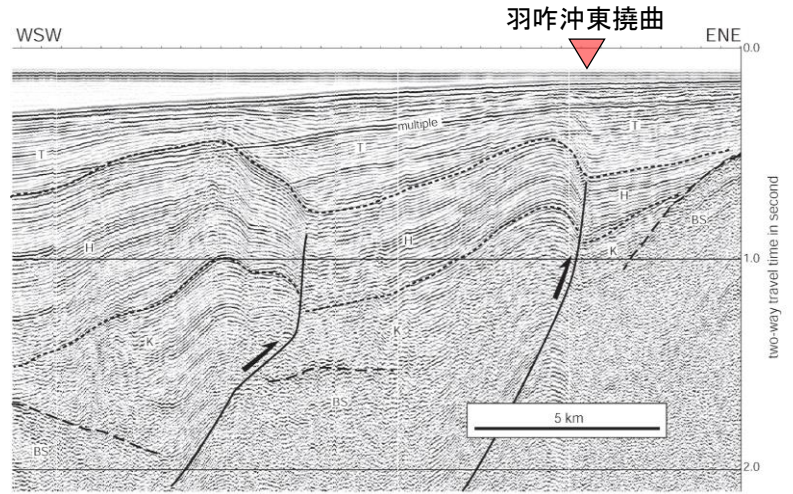 羽咋沖東撓曲
WSW
ENE
0.0
multiple
T
T
T
H
H
H
BS
K
1.0
K
K
BS
BS
5 km
2.0
two-way travel time in second